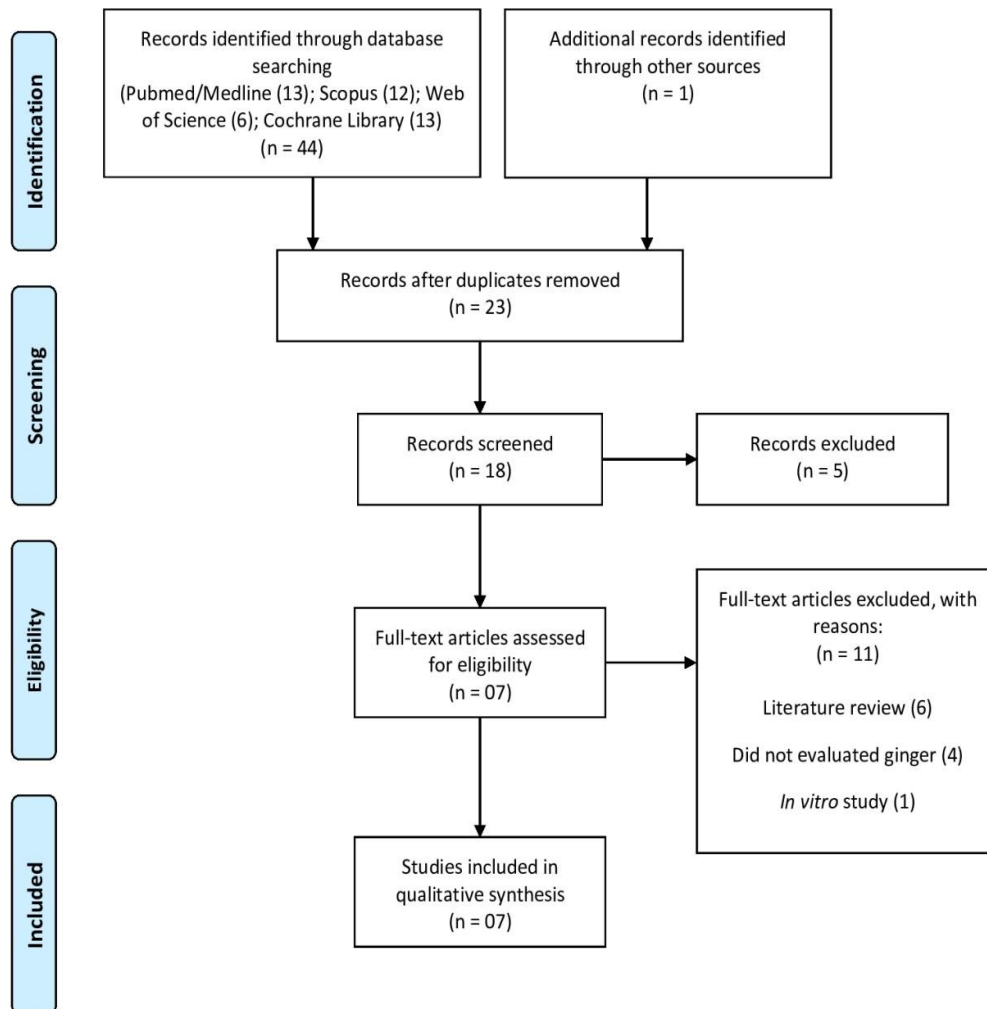 Identification
Records identified through database
searching
(Pubmed/Medline (13); Scopus (12); Web
of Science (6); Cochrane Library (13)
(n = 44)
Additional records identified
through other sources
(n = 1)
Records after duplicates removed
(n = 23)
Screening
Records screened
(n = 18)
Records excluded
(n = 5)
Eligibility
Full-text articles assessed
for eligibility
(n = 07)
Full-text articles excluded, with
reasons:
(n = 11)
Literature review (6)
Did not evaluated ginger (4)
In vitro study (1)
Included
Studies included in
qualitative synthesis
(n = 07)